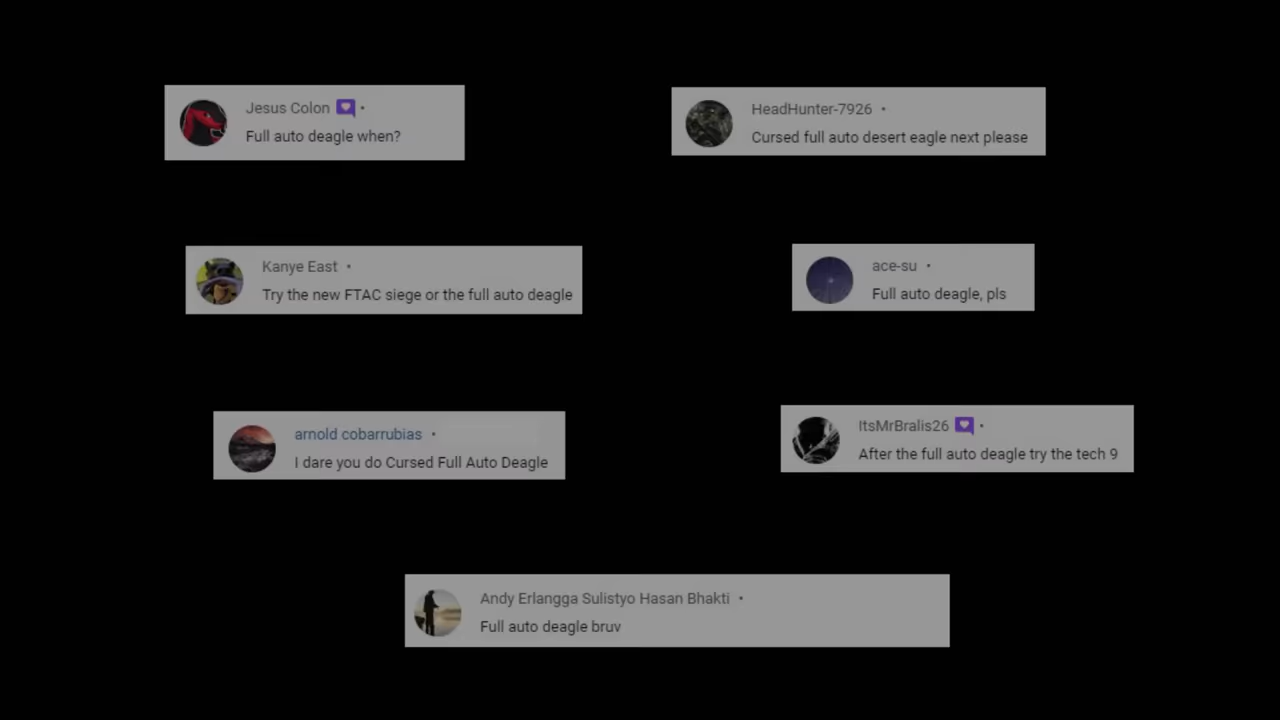 Jesus Colon •
Full auto deagle when?
HeadHunter-7926 •
Cursed full auto desert eagle next please
Kanye East •
Try the new FTAC siege or the full auto deagle
ace-su •
Full auto deagle, pls
arnold cobarrubias •
I dare you do Cursed Full Auto Deagle
ItsMrBralis26 •
After the full auto deagle try the tech 9
Andy Erlangga Sulistyo Hasan Bhakti •
Full auto deagle bruv